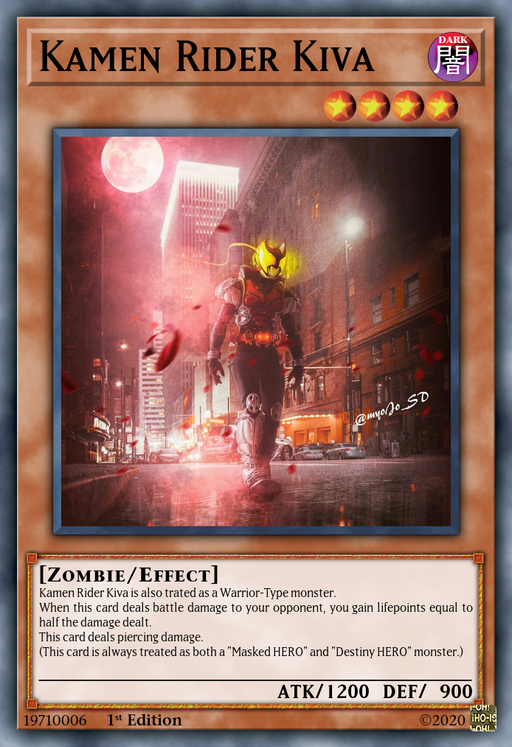 KAMEN RIDER KIVA
DARK
闇
@myoJo_SD
[ZOMBIE/EFFECT]
Kamen Rider Kiva is also trated as a Warrior-Type monster.
When this card deals battle damage to your opponent, you gain lifepoints equal to
half the damage dealt.
This card deals piercing damage.
(This card is always treated as both a "Masked HERO" and "Destiny HERO" monster.)
ATK/1200 DEF/ 900
19710006 1st Edition ©2020